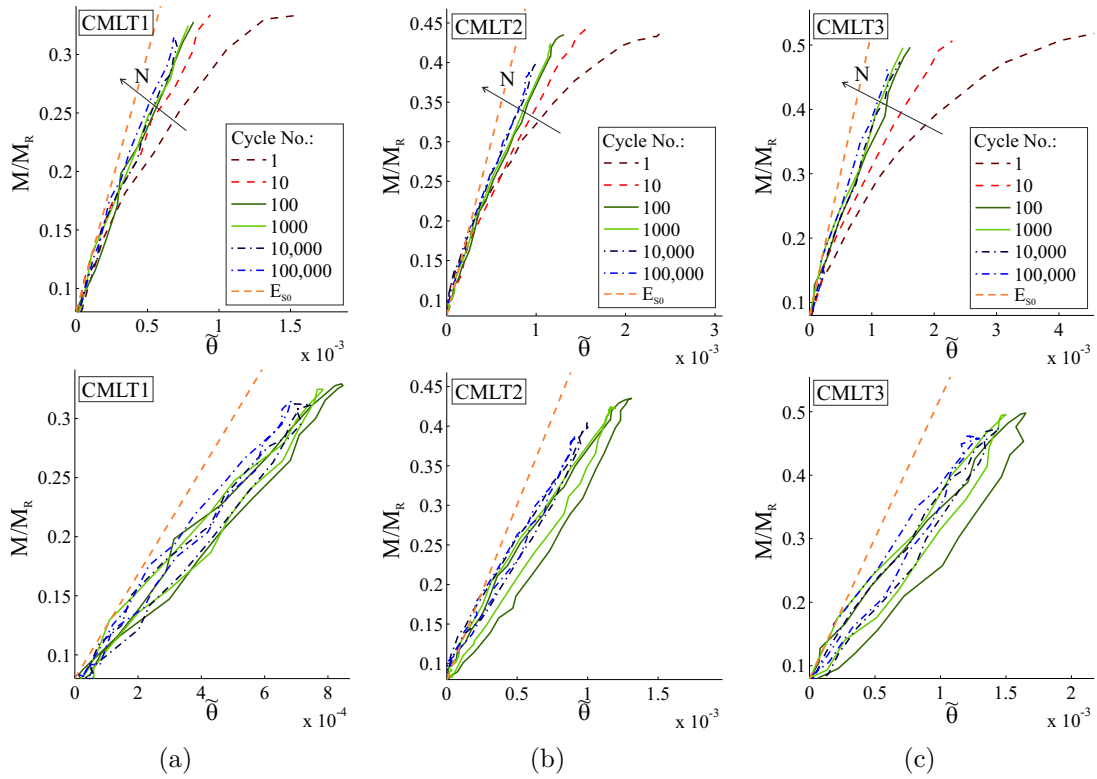 CMLT1
0.3
0.25
0.2
0.15
0.1
M/M_R
N
Cycle No.:
1
10
100
1000
10,000
100,000
E_S0
0
0.5
1
1.5
θ̃
x 10⁻³
CMLT2
0.45
0.4
0.35
0.3
0.25
0.2
0.15
0.1
M/M_R
N
Cycle No.:
1
10
100
1000
10,000
100,000
E_S0
0
1
2
3
θ̃
x 10⁻³
CMLT3
0.5
0.4
0.3
0.2
0.1
M/M_R
N
Cycle No.:
1
10
100
1000
10,000
100,000
E_S0
0
1
2
3
4
θ̃
x 10⁻³
CMLT1
0.3
0.25
0.2
0.15
0.1
M/M_R
0
2
4
6
8
θ̃
x 10⁻⁴
CMLT2
0.45
0.4
0.35
0.3
0.25
0.2
0.15
0.1
M/M_R
0
0.5
1
1.5
θ̃
x 10⁻³
CMLT3
0.5
0.4
0.3
0.2
0.1
M/M_R
0
0.5
1
1.5
2
θ̃
x 10⁻³
(a)
(b)
(c)